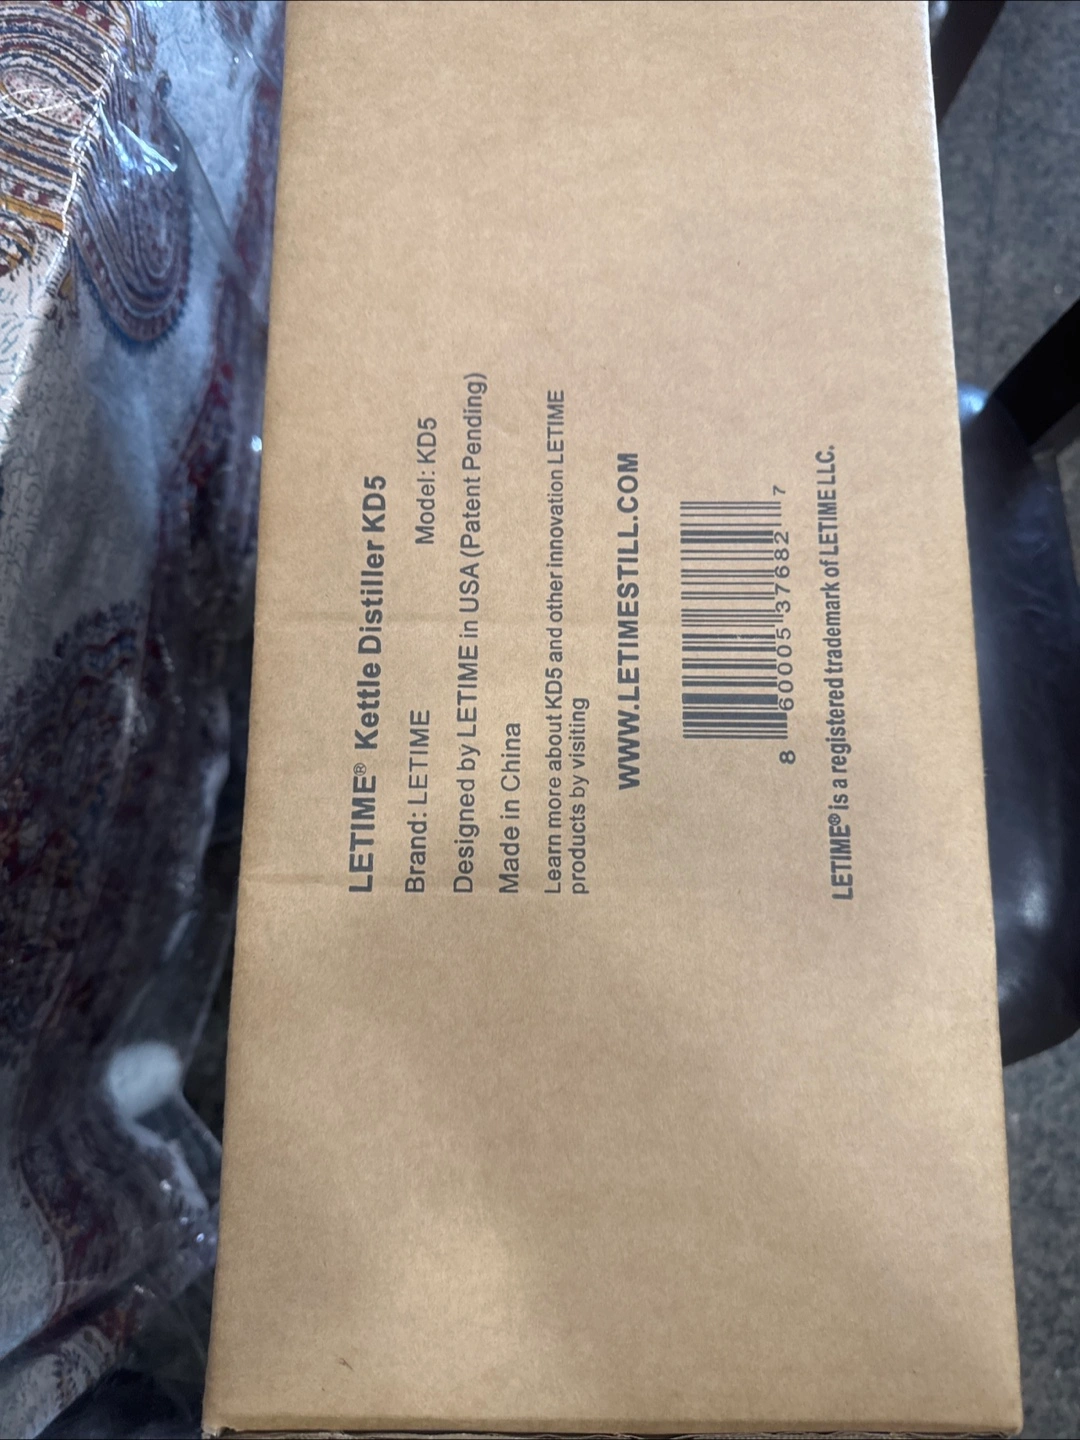 LETIME® Kettle Distiller KD5
Brand: LETIME Model: KD5
Designed by LETIME in USA (Patent Pending)
Made in China
Learn more about KD5 and other innovation LETIME
products by visiting
WWW.LETIMESTILL.COM
8 60005 37682 7
LETIME® is a registered trademark of LETIME LLC.